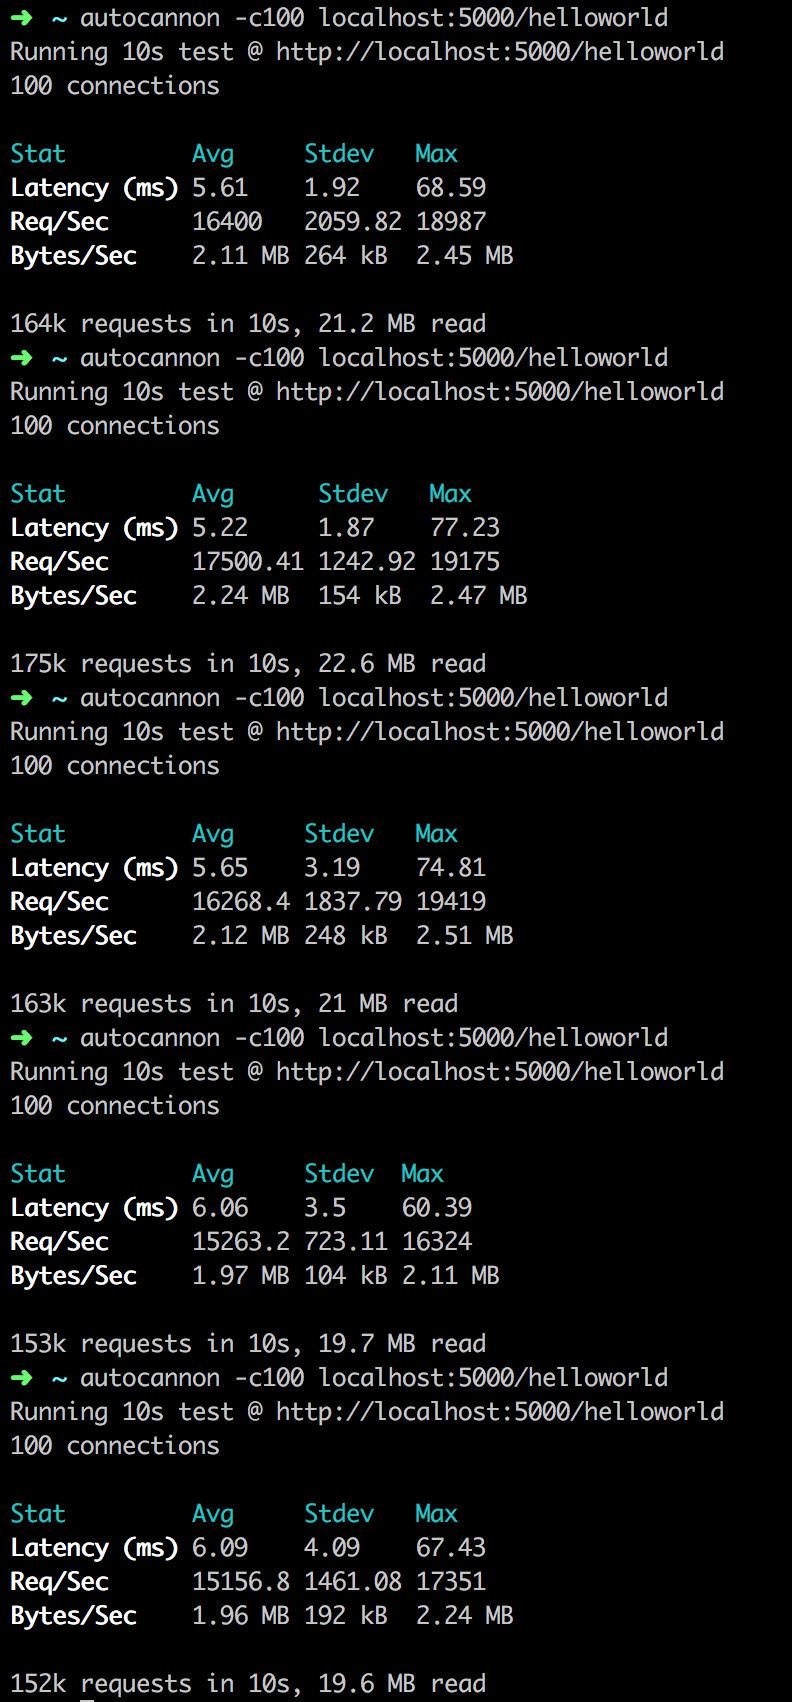 ➜ ~ autocannon -c100 localhost:5000/helloworld
Running 10s test @ http://localhost:5000/helloworld
100 connections
Stat Avg Stdev Max
Latency (ms) 5.61 1.92 68.59
Req/Sec 16400 2059.82 18987
Bytes/Sec 2.11 MB 264 kB 2.45 MB
164k requests in 10s, 21.2 MB read
➜ ~ autocannon -c100 localhost:5000/helloworld
Running 10s test @ http://localhost:5000/helloworld
100 connections
Stat Avg Stdev Max
Latency (ms) 5.22 1.87 77.23
Req/Sec 17500.41 1242.92 19175
Bytes/Sec 2.24 MB 154 kB 2.47 MB
175k requests in 10s, 22.6 MB read
➜ ~ autocannon -c100 localhost:5000/helloworld
Running 10s test @ http://localhost:5000/helloworld
100 connections
Stat Avg Stdev Max
Latency (ms) 5.65 3.19 74.81
Req/Sec 16268.4 1837.79 19419
Bytes/Sec 2.12 MB 248 kB 2.51 MB
163k requests in 10s, 21 MB read
➜ ~ autocannon -c100 localhost:5000/helloworld
Running 10s test @ http://localhost:5000/helloworld
100 connections
Stat Avg Stdev Max
Latency (ms) 6.06 3.5 60.39
Req/Sec 15263.2 723.11 16324
Bytes/Sec 1.97 MB 104 kB 2.11 MB
153k requests in 10s, 19.7 MB read
➜ ~ autocannon -c100 localhost:5000/helloworld
Running 10s test @ http://localhost:5000/helloworld
100 connections
Stat Avg Stdev Max
Latency (ms) 6.09 4.09 67.43
Req/Sec 15156.8 1461.08 17351
Bytes/Sec 1.96 MB 192 kB 2.24 MB
152k requests in 10s, 19.6 MB read